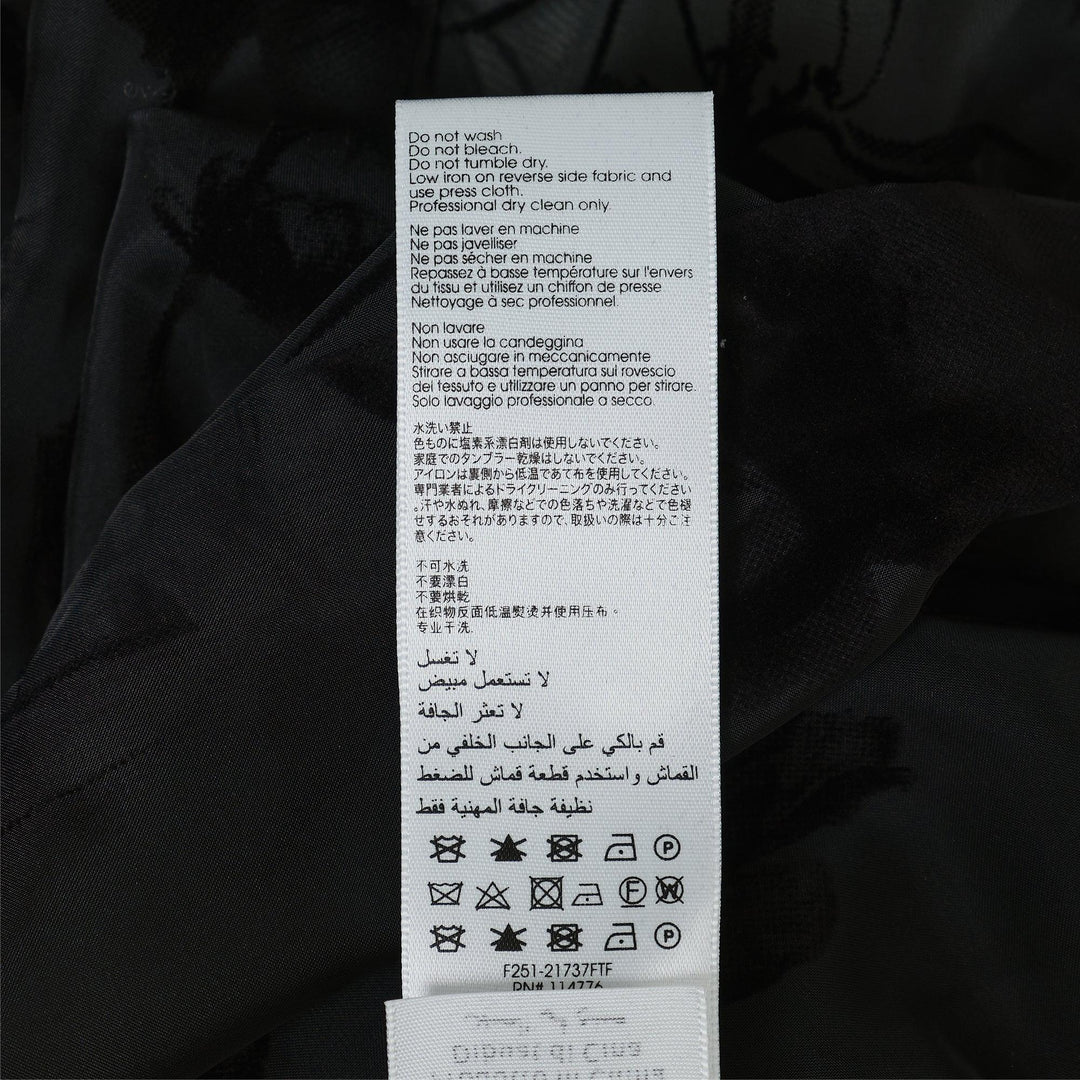 Do not wash
Do not bleach.
Do not tumble dry.
Low iron on reverse side fabric and
use press cloth.
Professional dry clean only.
Ne pas laver en machine
Ne pas javelliser
Ne pas sécher en machine
Repassez à basse température sur l'envers
du tissu et utilisez un chiffon de presse
Nettoyage à sec professionnel.
Non lavare
Non usare la candeggina
Non asciugare in meccanicamente
Stirare a bassa temperatura sul rovescio
del tessuto e utilizzare un panno per stirare.
Solo lavaggio professionale a secco.
水洗い禁止
色ものに塩素系漂白剤は使用しないでください。
家庭でのタンブラー乾燥はしないでください。
アイロンは裏側から低温であて布を使用してください。
専門業者によるドライクリーニングのみ行ってください
。汗や水ぬれ、摩擦などでの色落ちや洗濯などで色褪
せするおそれがありますので、取扱いの際は十分ご注
意ください。
不可水洗
不要漂白
不要烘乾
在织物反面低温熨烫并使用压布。
专业干洗.
لا تغسل
لا تستعمل مبيض
لا تعثر الجافة
قم بالكي على الجانب الخلفي من
القماش واستخدم قطعة قماش للضغط
نظيفة جافة المهنية فقط
P
F W
P
F251-21737FTF
RN# 114776